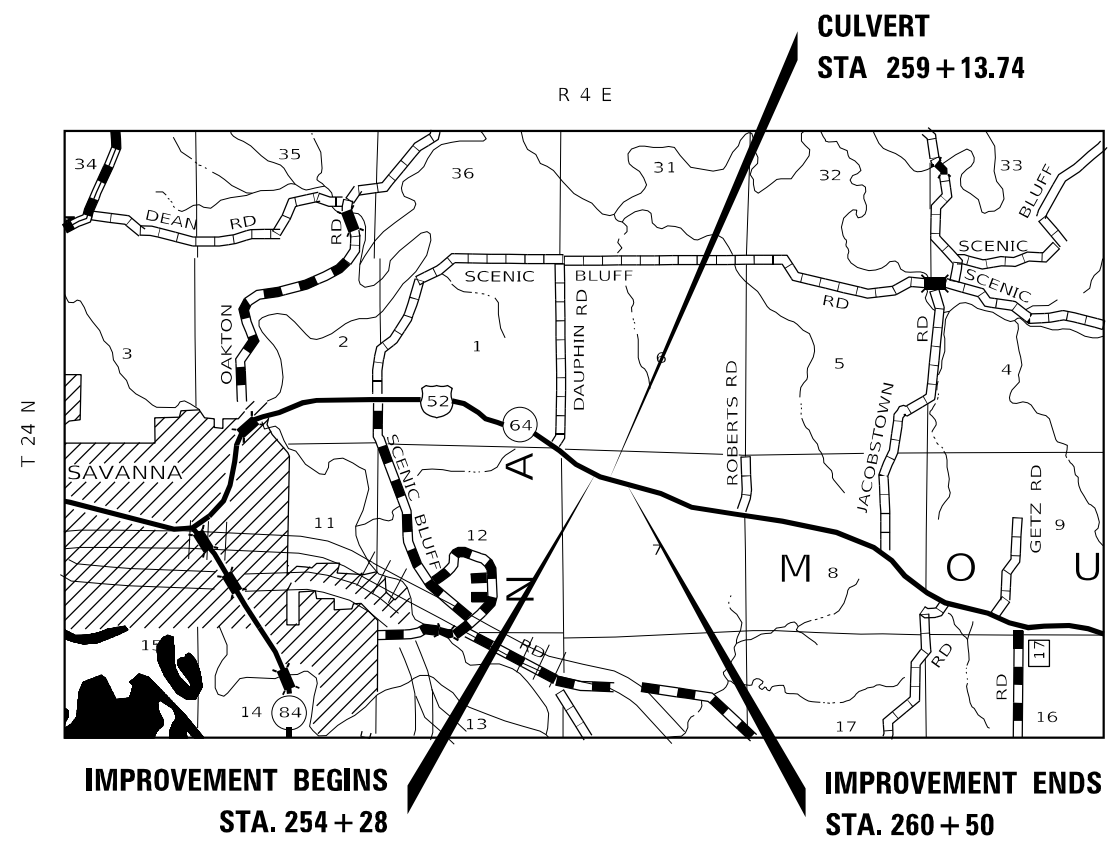 CULVERT
STA 259+13.74
R 4 E
34
35
36
31
32
33
DEAN RD
RD
BLUFF
SCENIC
SCENIC BLUFF
SCENIC
RD
OAKTON
DAUPHIN RD
RD
3
2
1
6
5
4
ROBERTS RD
JACOBSTOWN
52
64
T 24 N
SAVANNA
A
SCENIC BLUFF
GETZ RD
11
12
7
8
9
M O U
N
15
RD
RD
17
RD
14
84
13
17
16
IMPROVEMENT BEGINS
STA. 254+28
IMPROVEMENT ENDS
STA. 260+50